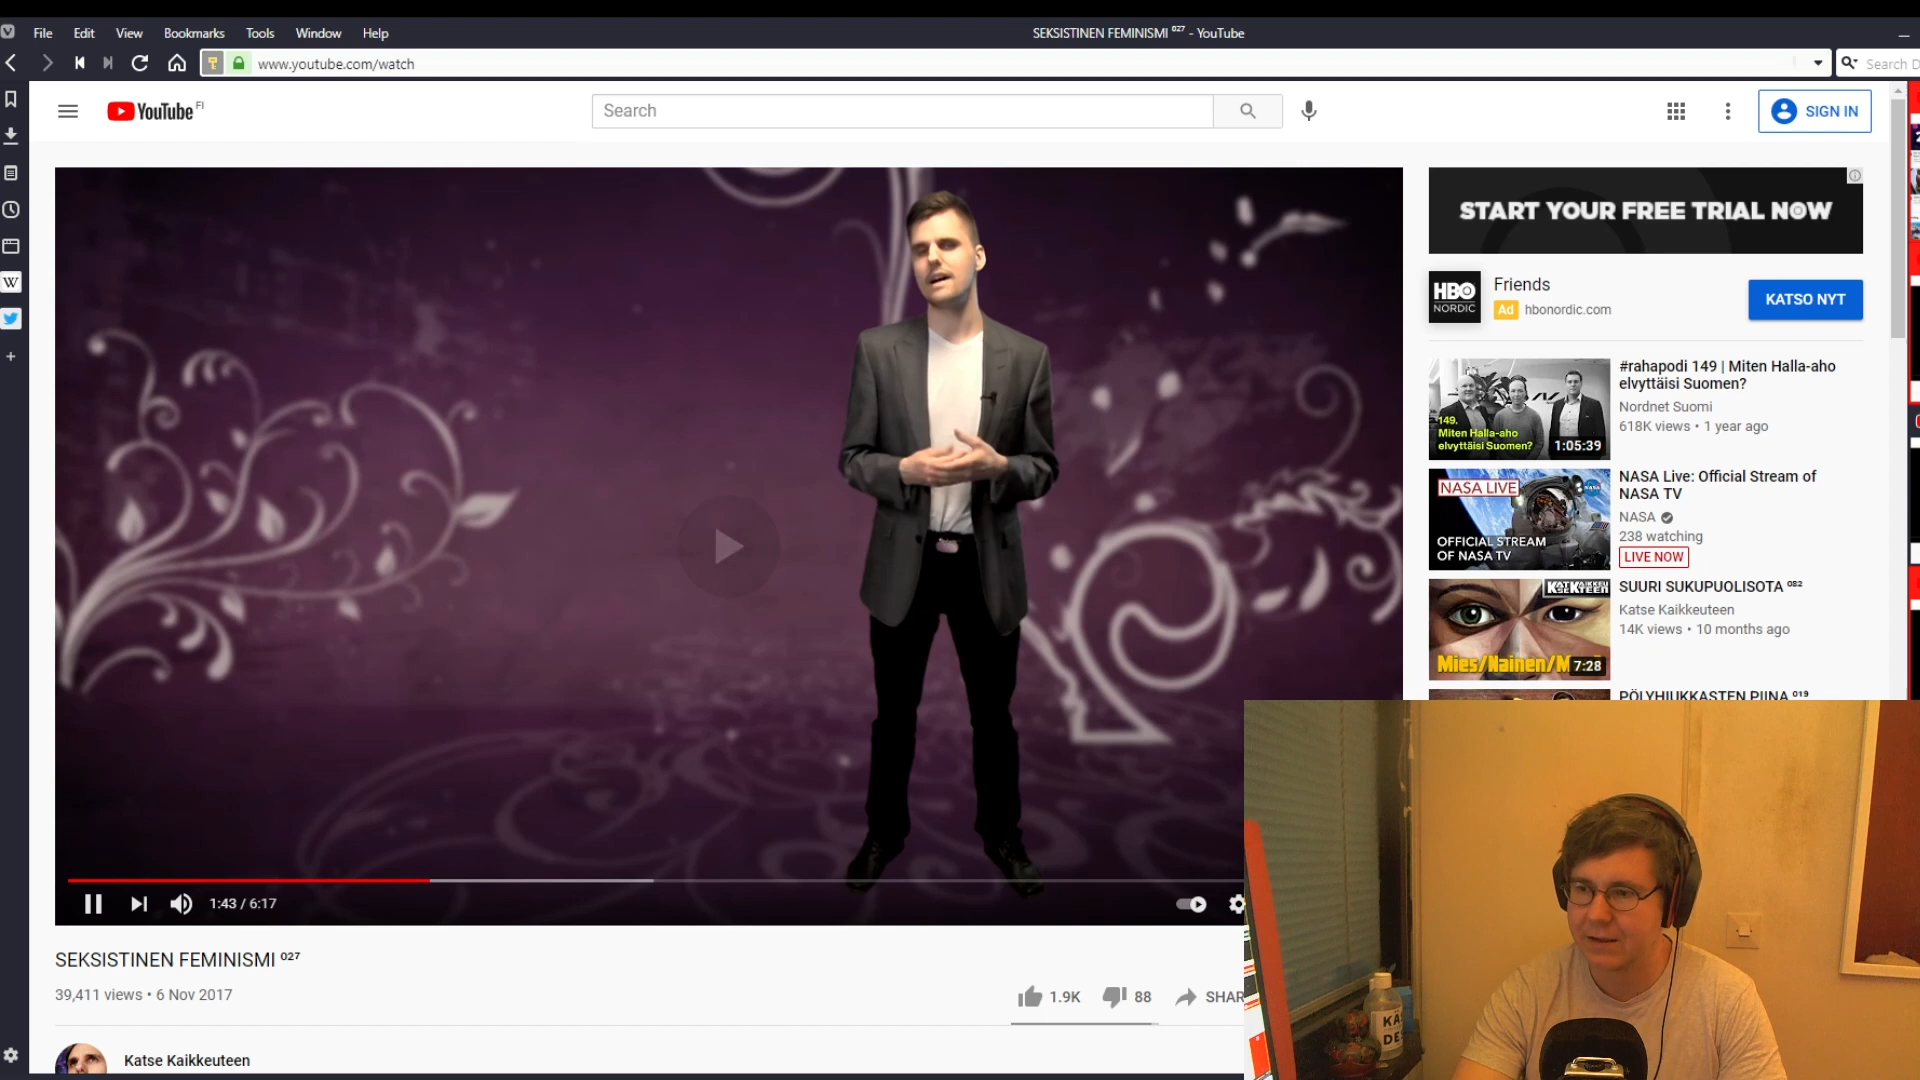 File Edit View Bookmarks Tools Window Help
SEKSISTINEN FEMINISMI ⁰²⁷ - YouTube
www.youtube.com/watch
Search D
YouTube FI
Search
SIGN IN
START YOUR FREE TRIAL NOW
HBO
NORDIC
Friends
Ad hbonordic.com
KATSO NYT
149.
Miten Halla-aho
elvyttäisi Suomen?
1:05:39
#rahapodi 149 | Miten Halla-aho
elvyttäisi Suomen?
Nordnet Suomi
618K views • 1 year ago
NASA LIVE
OFFICIAL STREAM
OF NASA TV
NASA Live: Official Stream of
NASA TV
NASA
238 watching
LIVE NOW
Mies/Nainen/M
7:28
SUURI SUKUPUOLISOTA ⁰⁸²
Katse Kaikkeuteen
14K views • 10 months ago
PÖLYHIUKKASTEN PIINA ⁰¹⁹
1:43 / 6:17
SEKSISTINEN FEMINISMI ⁰²⁷
39,411 views • 6 Nov 2017
1.9K
88
SHAR
Katse Kaikkeuteen
KÄ
DE